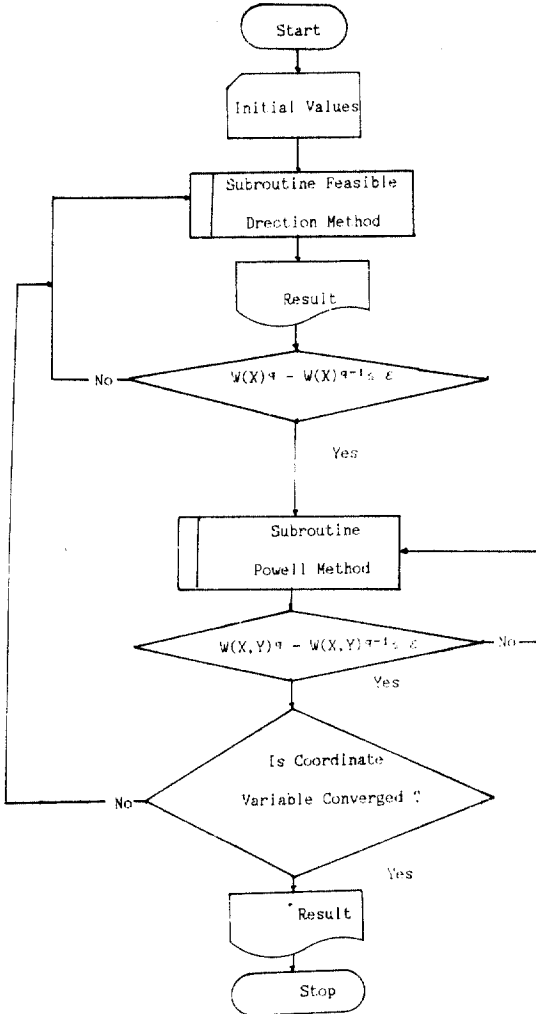 Start
Initial Values
Subroutine Feasible
Drection Method
Result
W(X)q - W(X)q-1≤ ε
No
Yes
Subroutine
Powell Method
W(X,Y)q - W(X,Y)q-1≤ ε
No
Yes
Is Coordinate
Variable Converged ?
No
Yes
Result
Stop